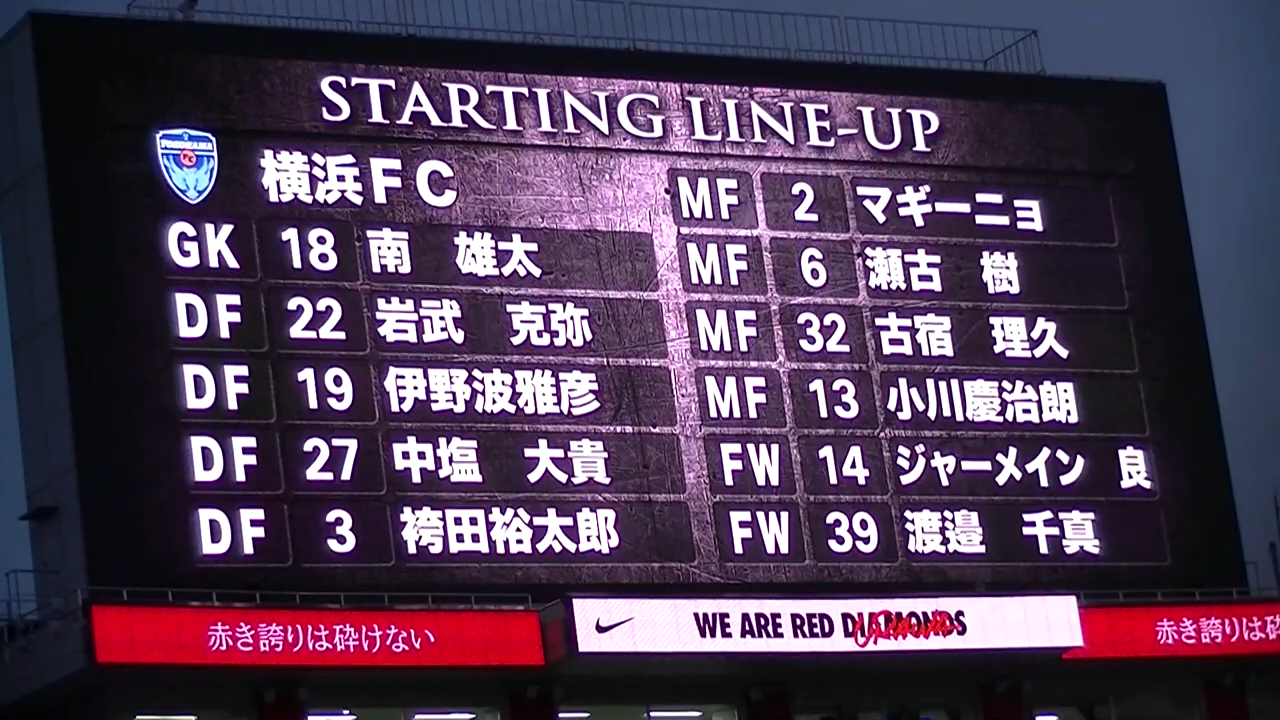 STARTING LINE-UP
YOKOHAMA
FC
横浜FC
GK 18 南 雄太
DF 22 岩武 克弥
DF 19 伊野波雅彦
DF 27 中塩 大貴
DF 3 袴田裕太郎
MF 2 マギーニョ
MF 6 瀬古 樹
MF 32 古宿 理久
MF 13 小川慶治朗
FW 14 ジャーメイン 良
FW 39 渡邉 千真
赤き誇りは砕けない
WE ARE RED DIAMONDS
赤き誇りは砕